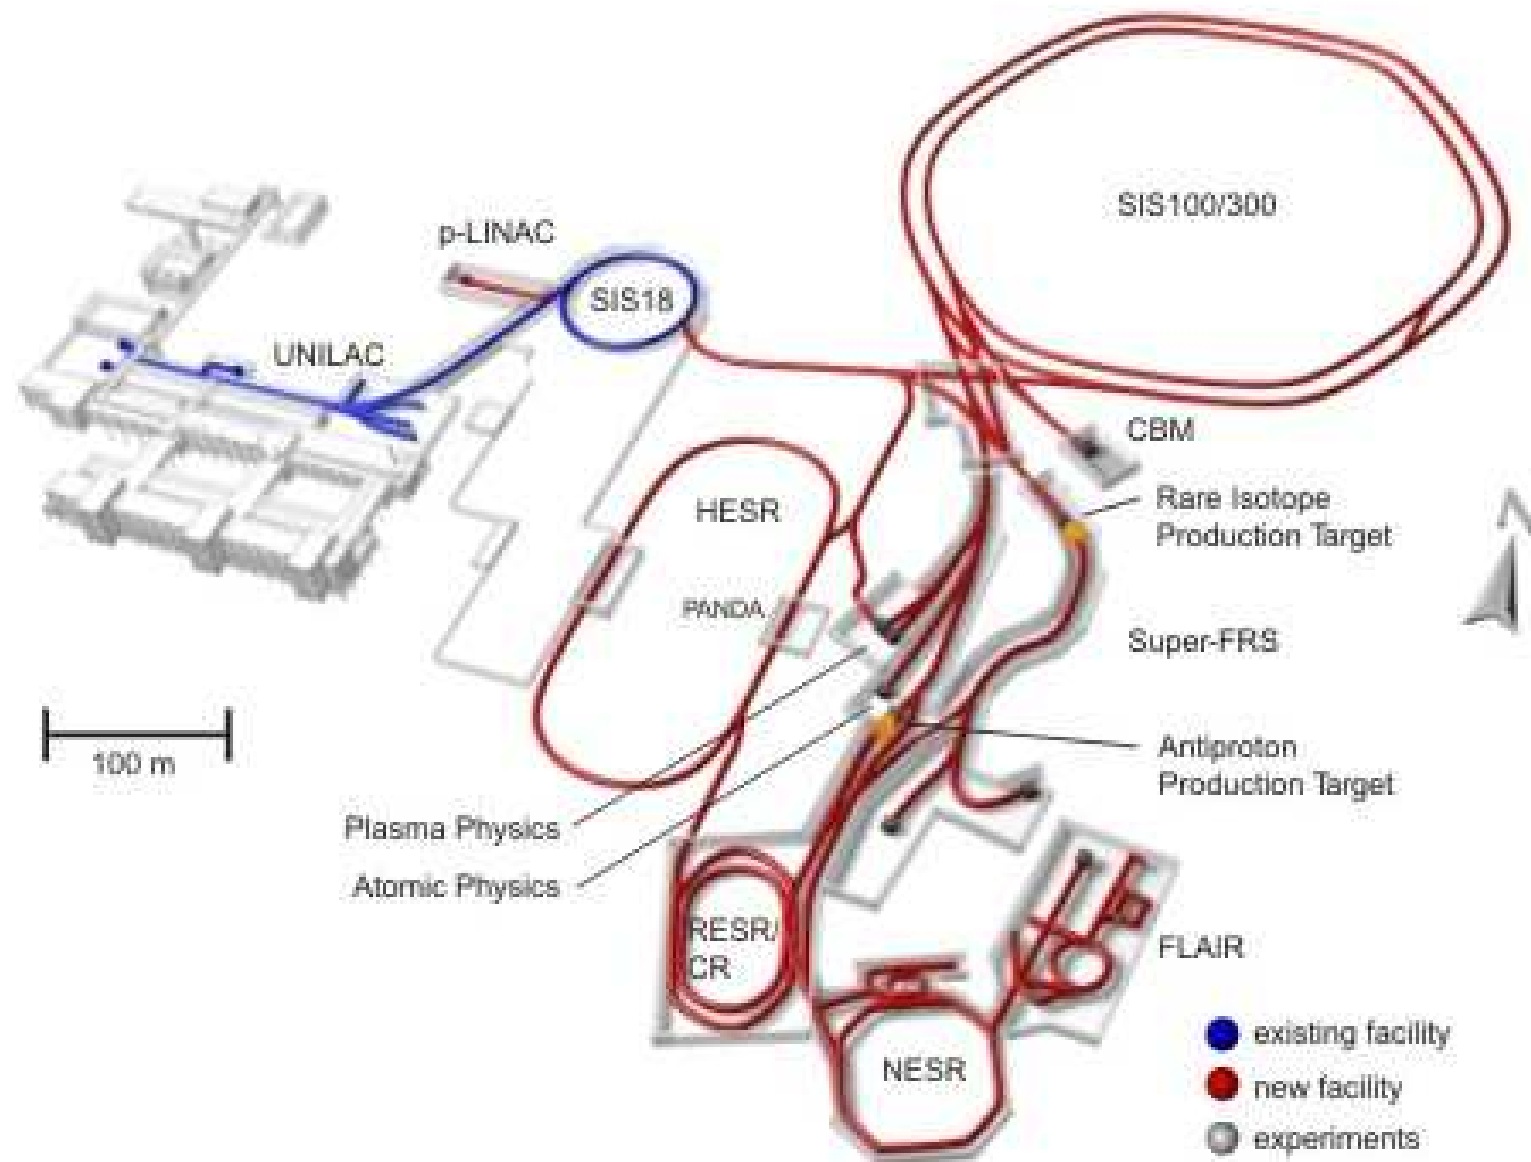 SIS100/300
p-LINAC
SIS18
UNILAC
CBM
Rare Isotope
Production Target
HESR
PANDA
Super-FRS
100 m
Antiproton
Production Target
Plasma Physics
Atomic Physics
RESR/
CR
FLAIR
NESR
existing facility
new facility
experiments
N